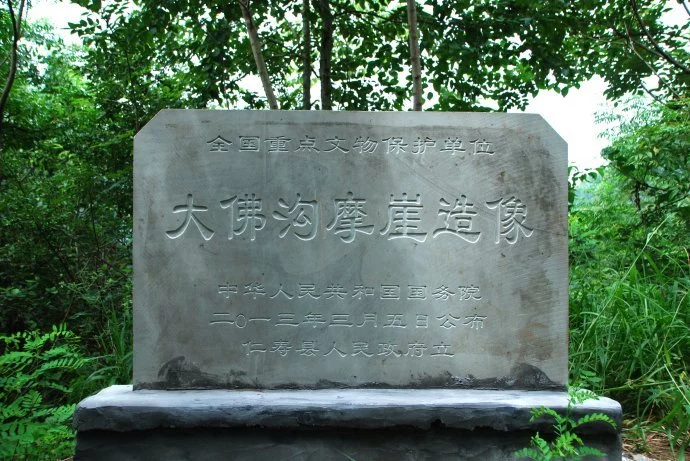 全国重点文物保护单位
大佛沟摩崖造像
中华人民共和国国务院
二〇一三年三月五日公布
仁寿县人民政府立